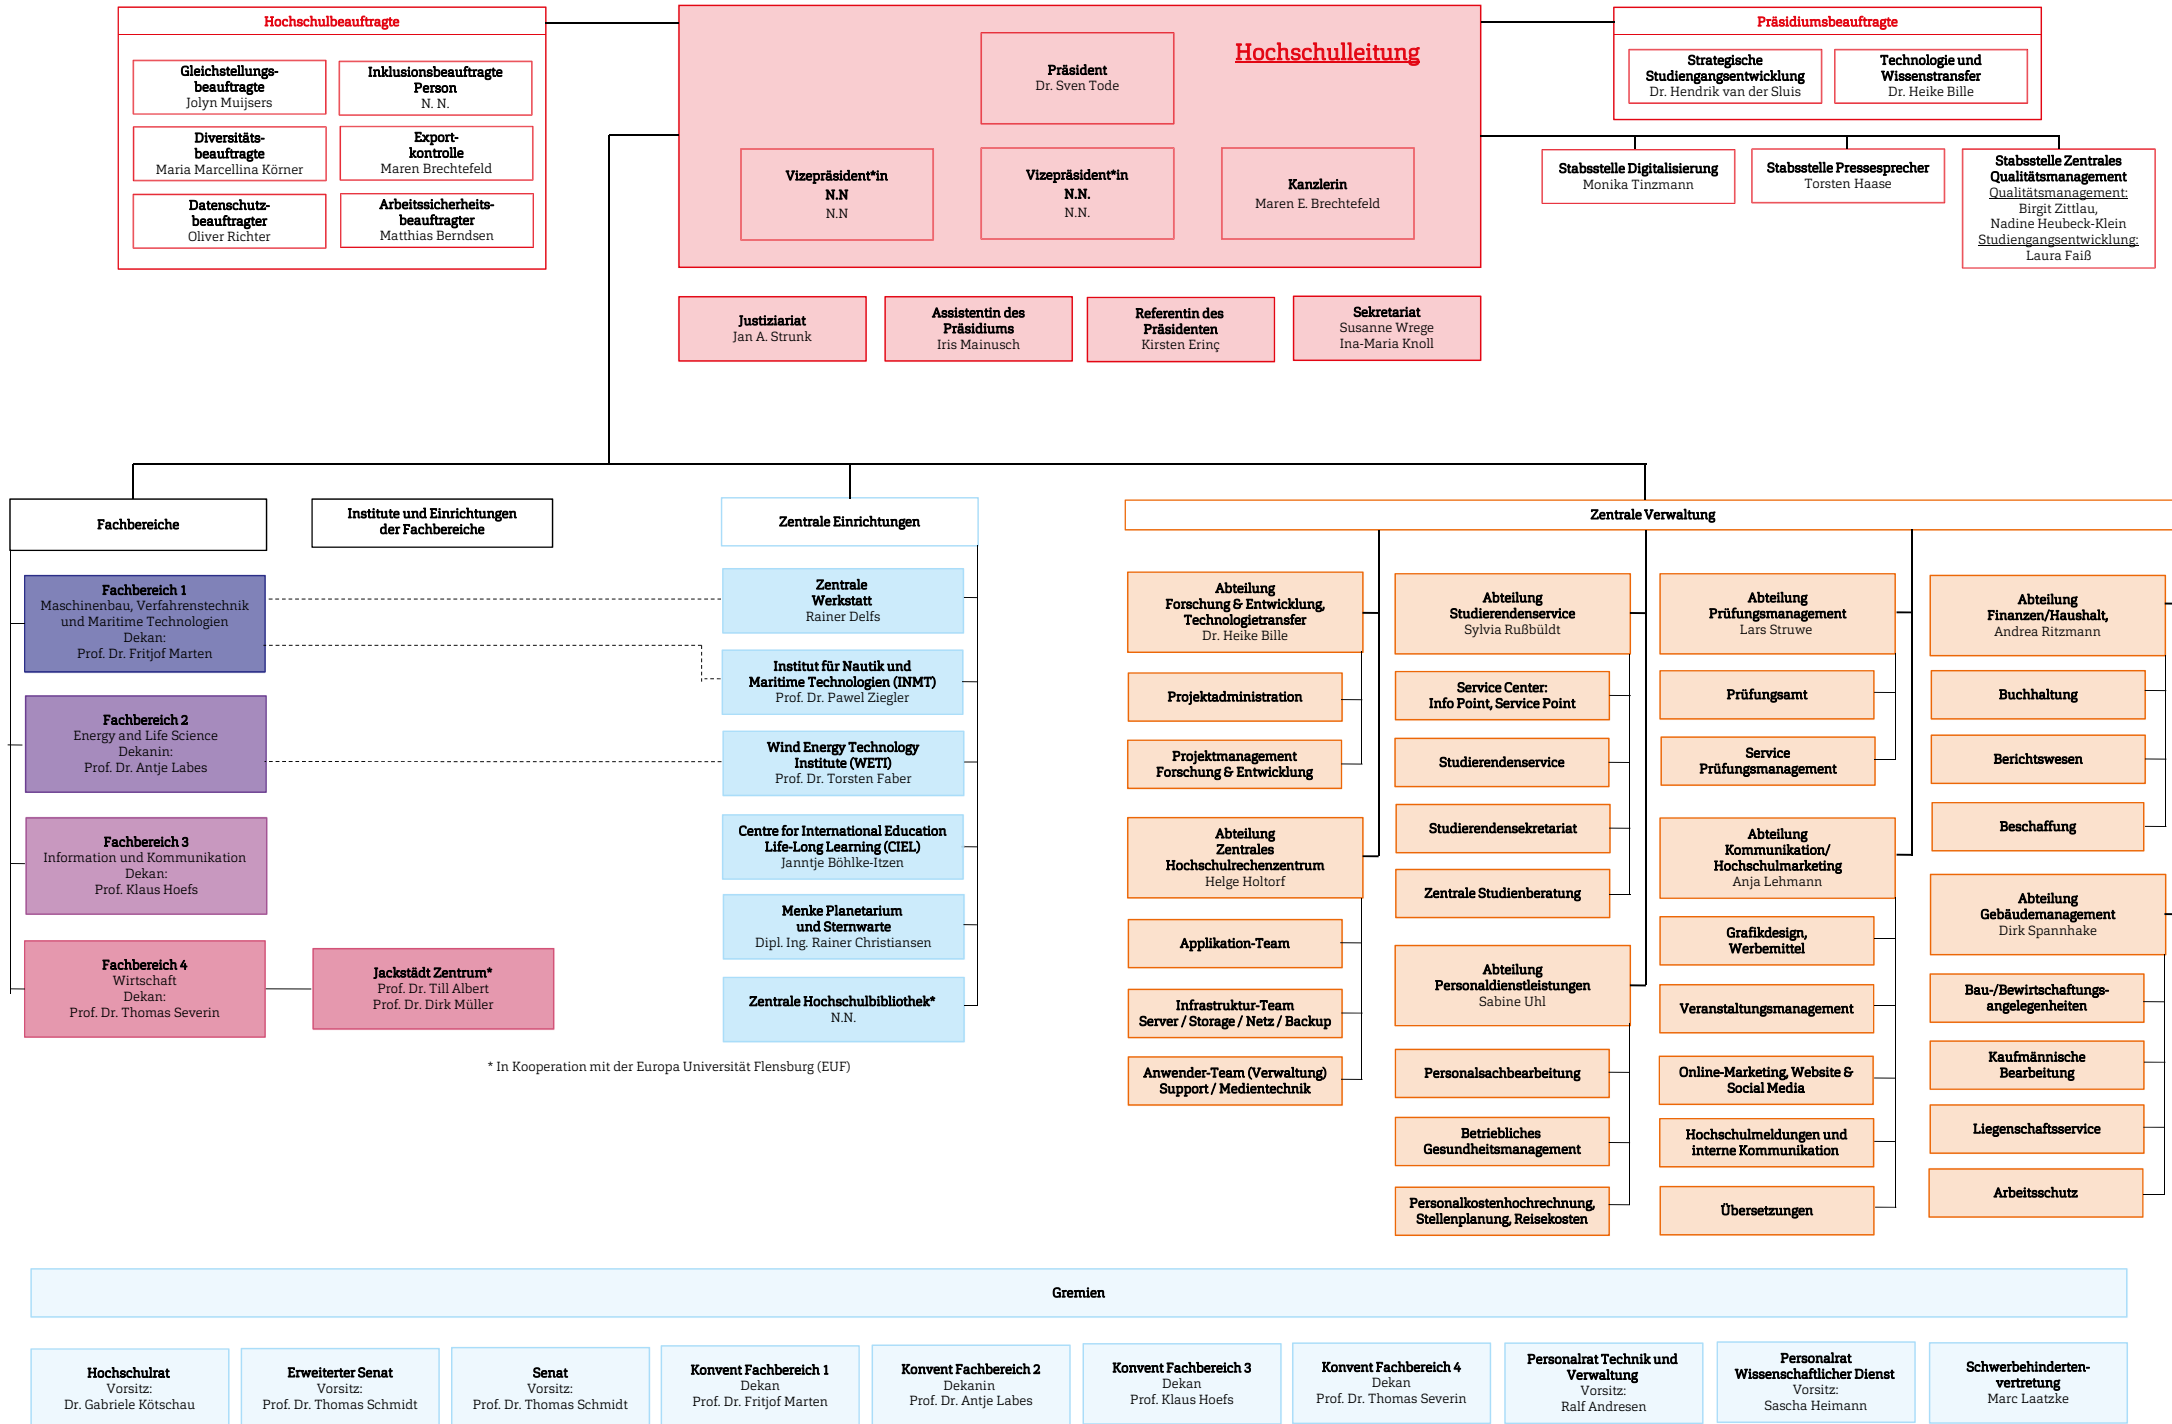 Hochschulbeauftragte
Gleichstellungs-
beauftragte
Jolyn Muijsers
Inklusionsbeauftragte
Person
N. N.
Diversitäts-
beauftragte
Maria Marcellina Körner
Export-
kontrolle
Maren Brechtefeld
Datenschutz-
beauftragter
Oliver Richter
Arbeitssicherheits-
beauftragter
Matthias Berndsen
Hochschulleitung
Präsident
Dr. Sven Tode
Vizepräsident*in
N.N
N.N
Vizepräsident*in
N.N.
N.N.
Kanzlerin
Maren E. Brechtefeld
Präsidiumsbeauftragte
Strategische
Studiengangsentwicklung
Dr. Hendrik van der Sluis
Technologie und
Wissenstransfer
Dr. Heike Bille
Stabsstelle Digitalisierung
Monika Tinzmann
Stabsstelle Pressesprecher
Torsten Haase
Stabsstelle Zentrales
Qualitätsmanagement
Qualitätsmanagement:
Birgit Zittlau,
Nadine Heubeck-Klein
Studiengangsentwicklung:
Laura Faiß
Justiziariat
Jan A. Strunk
Assistentin des
Präsidiums
Iris Mainusch
Referentin des
Präsidenten
Kirsten Erinç
Sekretariat
Susanne Wrege
Ina-Maria Knoll
Fachbereiche
Institute und Einrichtungen
der Fachbereiche
Zentrale Einrichtungen
Zentrale Verwaltung
Fachbereich 1
Maschinenbau, Verfahrenstechnik
und Maritime Technologien
Dekan:
Prof. Dr. Fritjof Marten
Fachbereich 2
Energy and Life Science
Dekanin:
Prof. Dr. Antje Labes
Fachbereich 3
Information und Kommunikation
Dekan:
Prof. Klaus Hoefs
Fachbereich 4
Wirtschaft
Dekan:
Prof. Dr. Thomas Severin
Jackstädt Zentrum*
Prof. Dr. Till Albert
Prof. Dr. Dirk Müller
Zentrale
Werkstatt
Rainer Delfs
Institut für Nautik und
Maritime Technologien (INMT)
Prof. Dr. Pawel Ziegler
Wind Energy Technology
Institute (WETI)
Prof. Dr. Torsten Faber
Centre for International Education
Life-Long Learning (CIEL)
Janntje Böhlke-Itzen
Menke Planetarium
und Sternwarte
Dipl. Ing. Rainer Christiansen
Zentrale Hochschulbibliothek*
N.N.
* In Kooperation mit der Europa Universität Flensburg (EUF)
Abteilung
Forschung & Entwicklung,
Technologietransfer
Dr. Heike Bille
Projektadministration
Projektmanagement
Forschung & Entwicklung
Abteilung
Zentrales
Hochschulrechenzentrum
Helge Holtorf
Applikation-Team
Infrastruktur-Team
Server / Storage / Netz / Backup
Anwender-Team (Verwaltung)
Support / Medientechnik
Abteilung
Studierendenservice
Sylvia Rußbüldt
Service Center:
Info Point, Service Point
Studierendenservice
Studierendensekretariat
Zentrale Studienberatung
Abteilung
Personaldienstleistungen
Sabine Uhl
Personalsachbearbeitung
Betriebliches
Gesundheitsmanagement
Personalkostenhochrechnung,
Stellenplanung, Reisekosten
Abteilung
Prüfungsmanagement
Lars Struwe
Prüfungsamt
Service
Prüfungsmanagement
Abteilung
Kommunikation/
Hochschulmarketing
Anja Lehmann
Grafikdesign,
Werbemittel
Veranstaltungsmanagement
Online-Marketing, Website &
Social Media
Hochschulmeldungen und
interne Kommunikation
Übersetzungen
Abteilung
Finanzen/Haushalt,
Andrea Ritzmann
Buchhaltung
Berichtswesen
Beschaffung
Abteilung
Gebäudemanagement
Dirk Spannhake
Bau-/Bewirtschaftungs-
angelegenheiten
Kaufmännische
Bearbeitung
Liegenschaftsservice
Arbeitsschutz
Gremien
Hochschulrat
Vorsitz:
Dr. Gabriele Kötschau
Erweiterter Senat
Vorsitz:
Prof. Dr. Thomas Schmidt
Senat
Vorsitz:
Prof. Dr. Thomas Schmidt
Konvent Fachbereich 1
Dekan
Prof. Dr. Fritjof Marten
Konvent Fachbereich 2
Dekanin
Prof. Dr. Antje Labes
Konvent Fachbereich 3
Dekan
Prof. Klaus Hoefs
Konvent Fachbereich 4
Dekan
Prof. Dr. Thomas Severin
Personalrat Technik und
Verwaltung
Vorsitz:
Ralf Andresen
Personalrat
Wissenschaftlicher Dienst
Vorsitz:
Sascha Heimann
Schwerbehinderten-
vertretung
Marc Laatzke